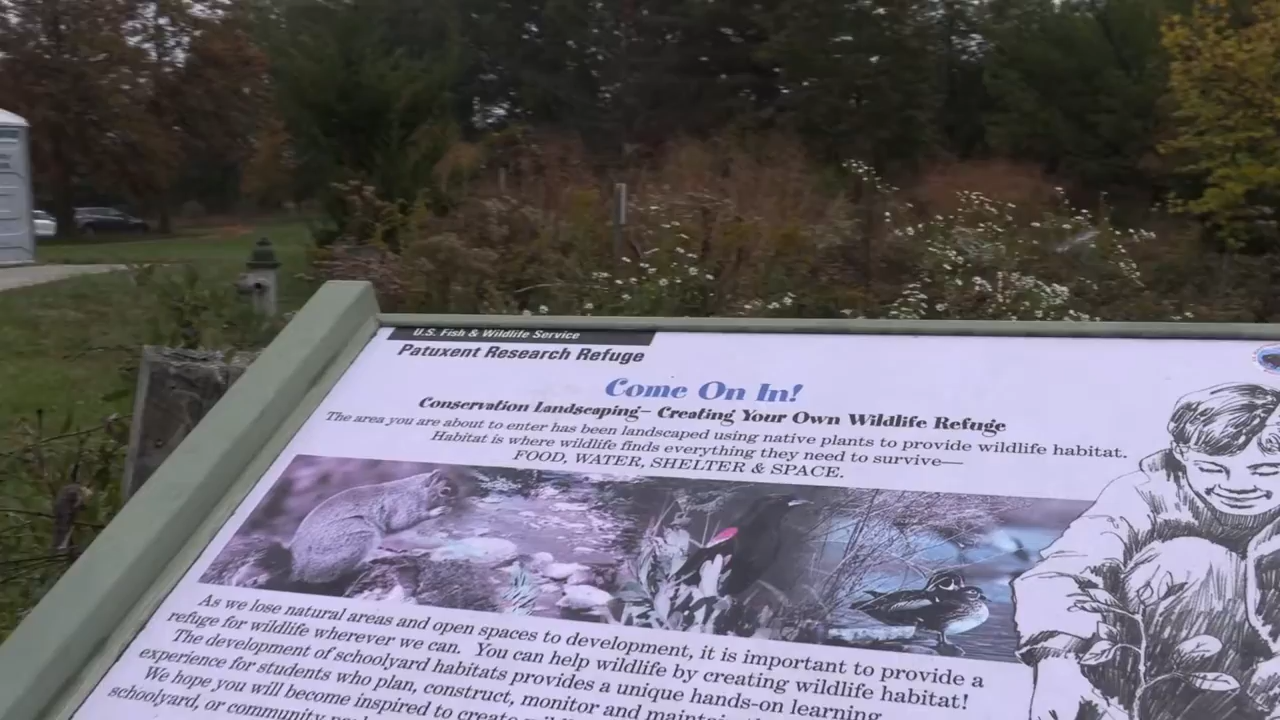 U.S. Fish & Wildlife Service
Patuxent Research Refuge
Come On In!
Conservation Landscaping– Creating Your Own Wildlife Refuge
The area you are about to enter has been landscaped using native plants to provide wildlife habitat.
Habitat is where wildlife finds everything they need to survive—
FOOD, WATER, SHELTER & SPACE.
As we lose natural areas and open spaces to development, it is important to provide a
refuge for wildlife wherever we can. You can help wildlife by creating wildlife habitat!
The development of schoolyard habitats provides a unique hands-on learning
experience for students who plan, construct, monitor and maintain
We hope you will become inspired to create
schoolyard, or community